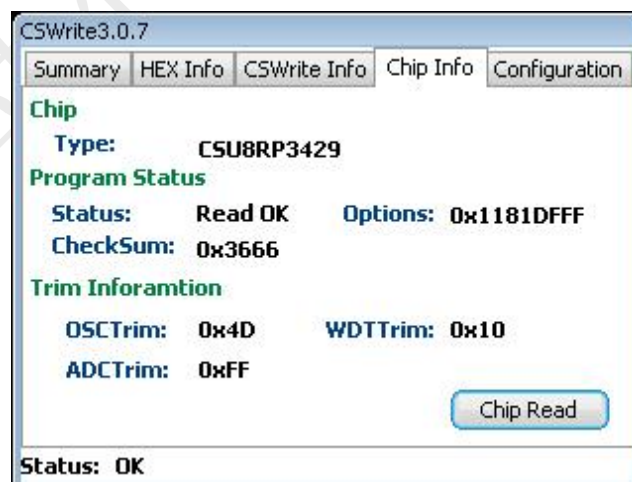 CSWrite3.0.7
Summary HEX Info CSWrite Info Chip Info Configuration
Chip
Type: CSU8RP3429
Program Status
Status: Read OK Options: 0x1181DFFF
CheckSum: 0x3666
Trim Inforamtion
OSCTrim: 0x4D WDTTrim: 0x10
ADCTrim: 0xFF
Chip Read
Status: OK